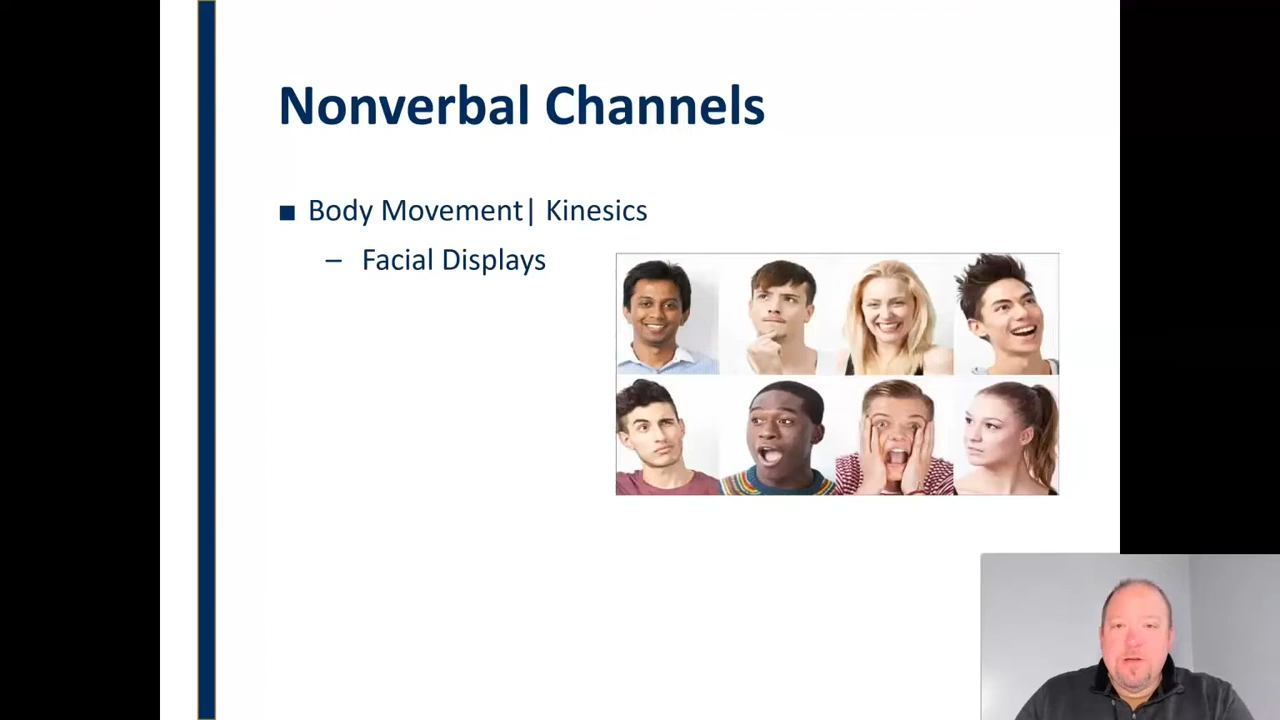 Nonverbal Channels
■ Body Movement| Kinesics
– Facial Displays